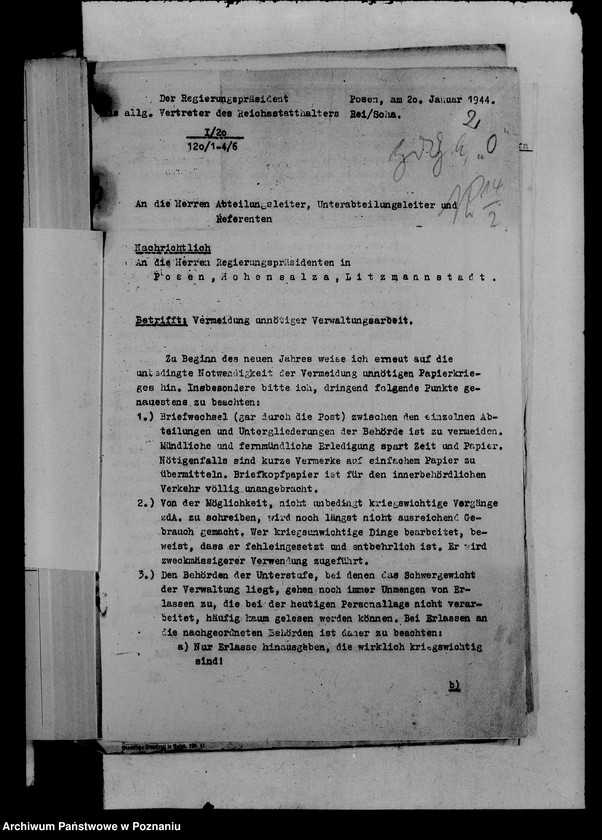 Der Regierungspräsident Posen, am 2o. Januar 1944.
als allg. Vertreter des Reichsstatthalters Rei/Scha.
I/2o
12o/1-4/6
2,
"0"
14
2.
An die Herren Abteilungsleiter, Unterabteilungsleiter und
Referenten
Nachrichtlich
An die Herren Regierungspräsidenten in
P o s e n , H o h e n s a l z a , L i t z m a n n s t a d t .
Betrifft: Vermeidung unnötiger Verwaltungsarbeit.
Zu Beginn des neuen Jahres weise ich erneut auf die
unbedingte Notwendigkeit der Vermeidung unnötigen Papierkrie-
ges hin. Insbesondere bitte ich, dringend folgende Punkte ge-
nauestens zu beachten:
1.) Briefwechsel (gar durch die Post) zwischen den einzelnen Ab-
teilungen und Untergliederungen der Behörde ist zu vermeiden.
Mündliche und fernmündliche Erledigung spart Zeit und Papier.
Nötigenfalls sind kurze Vermerke auf einfachem Papier zu
übermitteln. Briefkopfpapier ist für den innerbehördlichen
Verkehr völlig unangebracht.
2.) Von der Möglichkeit, nicht unbedingt kriegswichtige Vorgänge
zdA. zu schreiben, wird noch längst nicht ausreichend Ge-
brauch gemacht. Wer kriegsunwichtige Dinge bearbeitet, be-
weist, dass er fehleingesetzt und entbehrlich ist. Er wird
zweckmässigerer Verwendung zugeführt.
3.) Den Behörden der Unterstufe, bei denen das Schwergewicht
der Verwaltung liegt, gehen noch immer Unmengen von Er-
lassen zu, die bei der heutigen Personallage nicht verar-
beitet, häufig kaum gelesen werden können. Bei Erlassen an
die nachgeordneten Behörden ist daher zu beachten:
a) Nur Erlasse hinausgeben, die wirklich kriegswichtig
sind!
b)
Archiwum Państwowe w Poznaniu